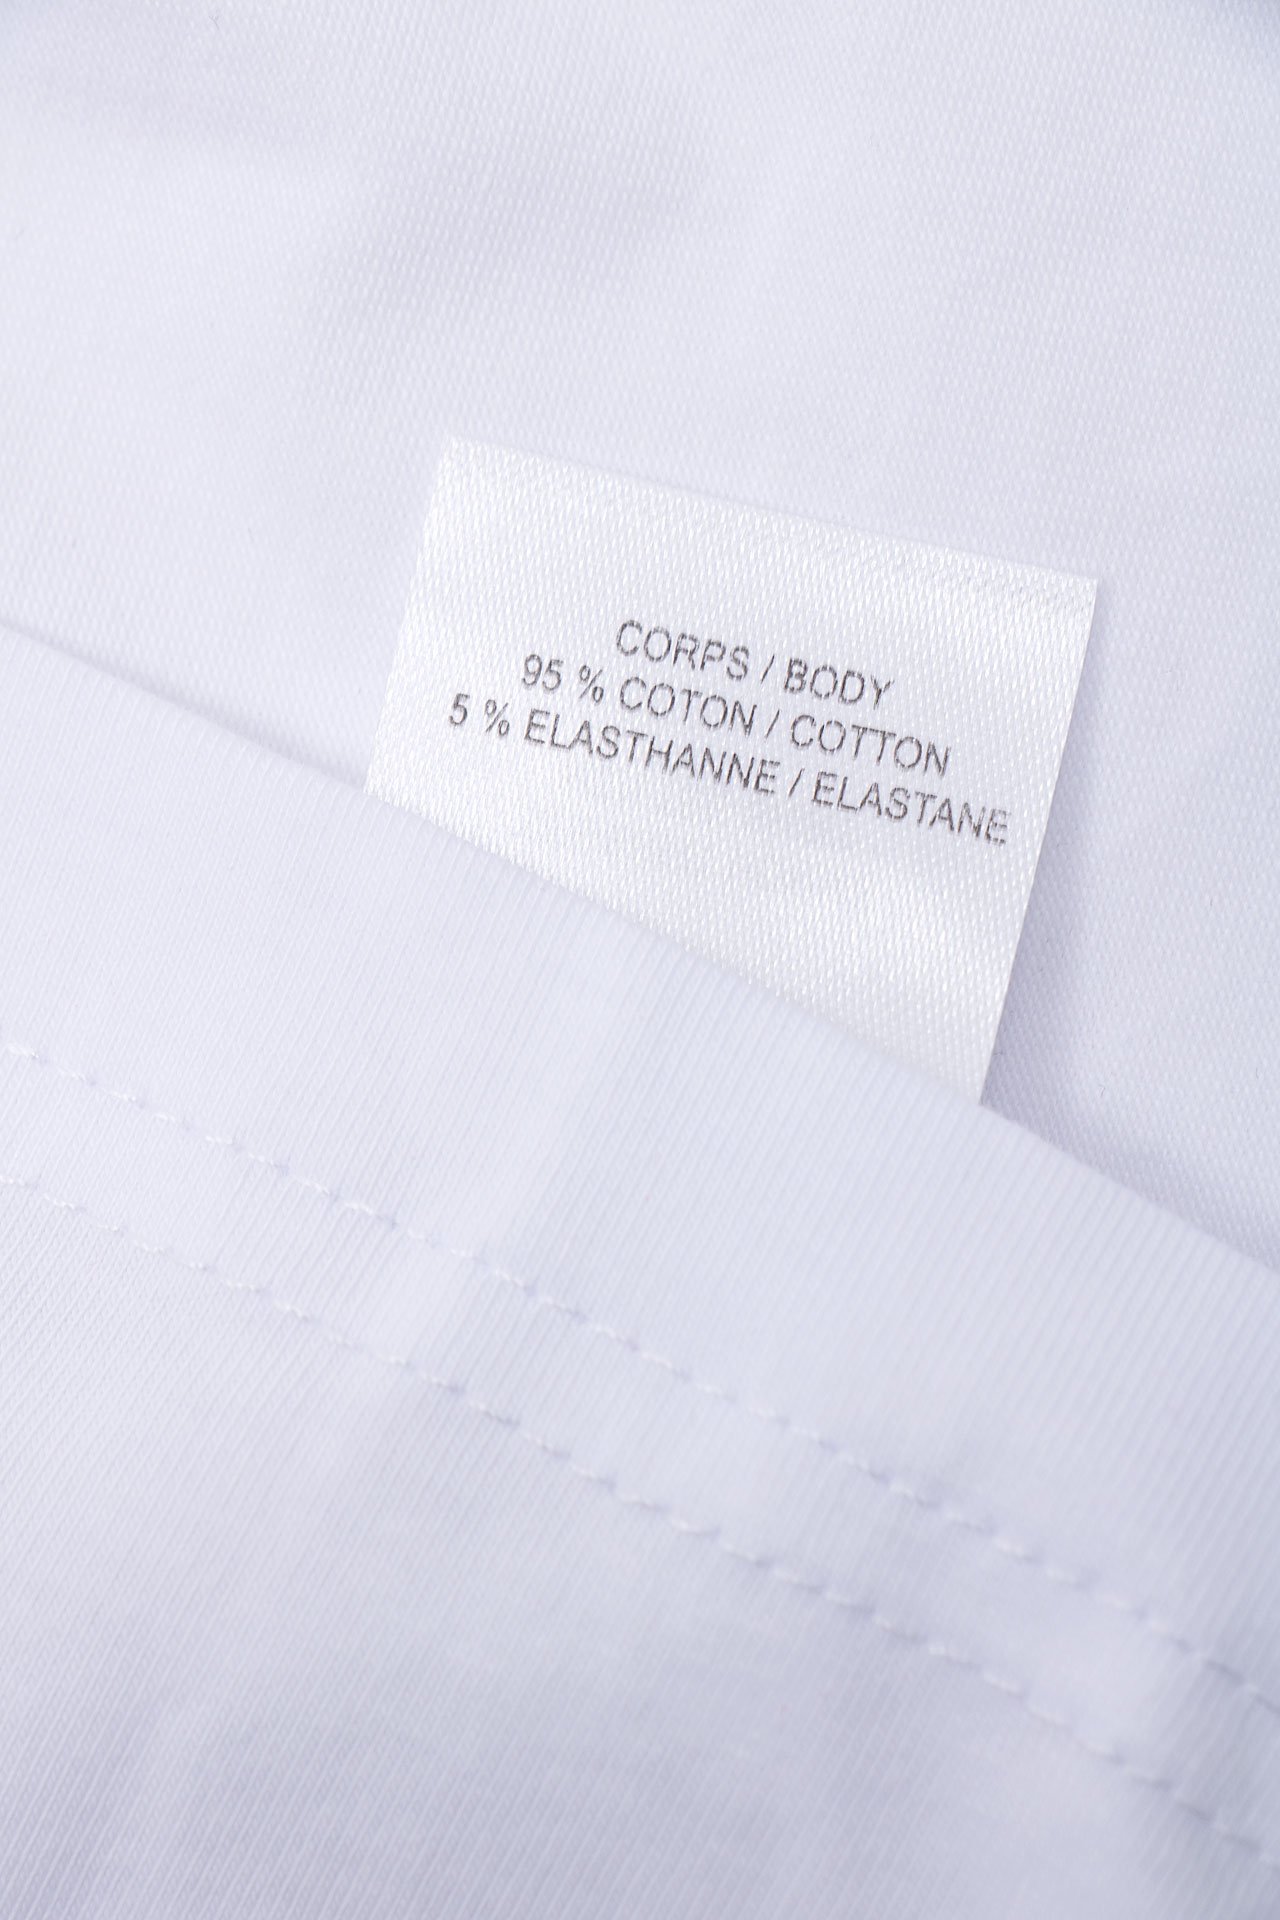 CORPS / BODY
95 % COTON / COTTON
5 % ELASTHANNE / ELASTANE